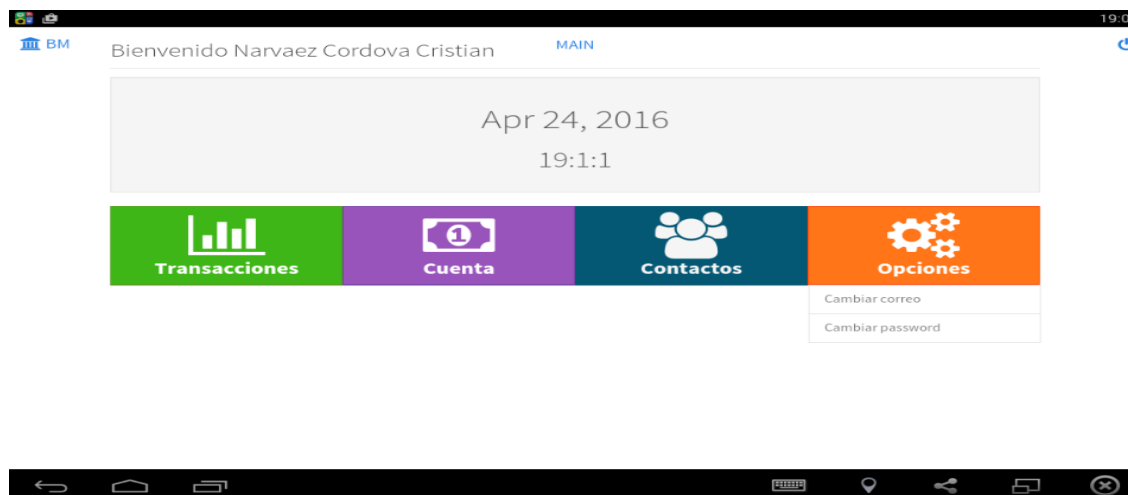 19:0
BM
Bienvenido Narvaez Cordova Cristian
MAIN
Apr 24, 2016
19:1:1
1
Transacciones
Cuenta
Contactos
Opciones
Cambiar correo
Cambiar password